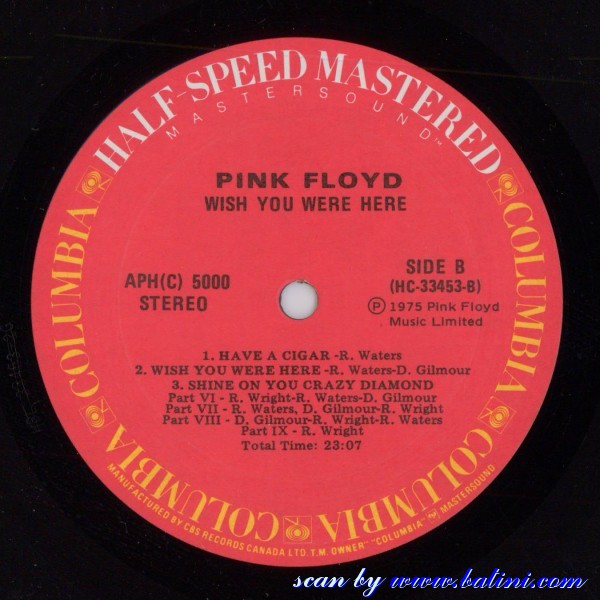 HALF-SPEED MASTERED
MASTERSOUND™
PINK FLOYD
WISH YOU WERE HERE
APH(C) 5000
STEREO
SIDE B
(HC-33453-B)
Ⓟ 1975 Pink Floyd
Music Limited
1. HAVE A CIGAR -R. Waters
2. WISH YOU WERE HERE -R. Waters-D. Gilmour
3. SHINE ON YOU CRAZY DIAMOND
Part VI - R. Wright-R. Waters-D. Gilmour
Part VII - R. Waters, D. Gilmour-R. Wright
Part VIII - D. Gilmour-R. Wright-R. Waters
Part IX - R. Wright
Total Time: 23:07
COLUMBIA
COLUMBIA
COLUMBIA
COLUMBIA
COLUMBIA
MANUFACTURED BY CBS RECORDS CANADA LTD. T.M. OWNER "COLUMBIA" MASTERSOUND
scan by www.batini.com